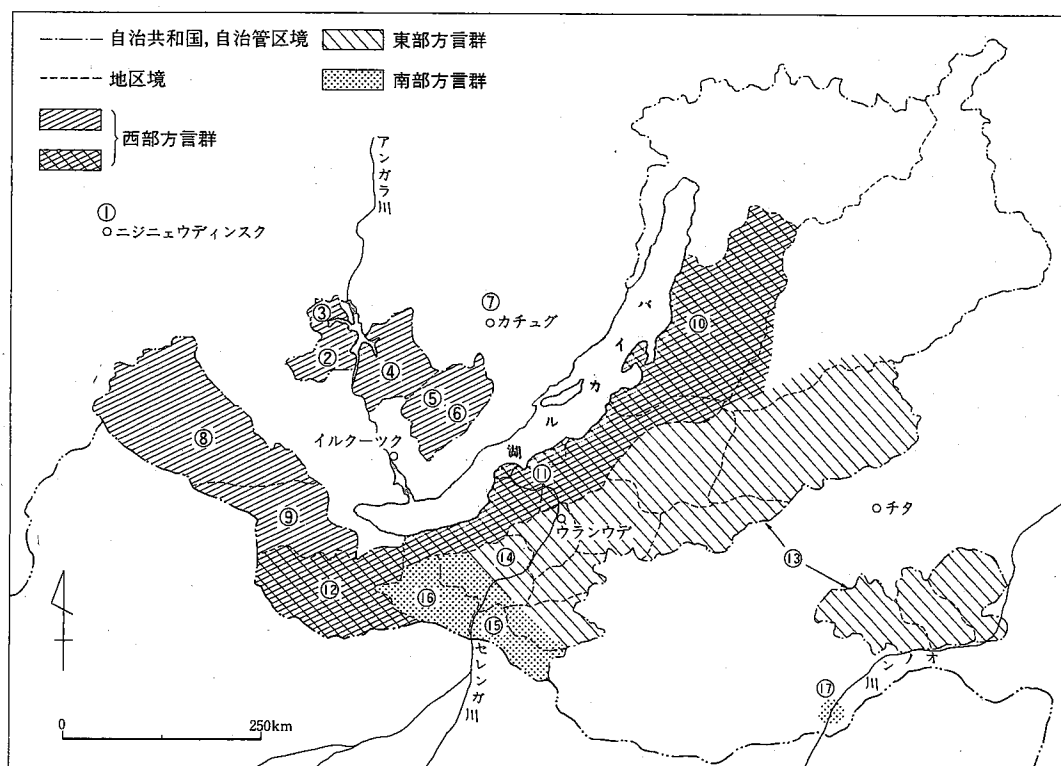 自治共和国,自治管区境
地区境
西部方言群
東部方言群
南部方言群
アンガラ川
①
ニジニェウディンスク
③
②
④
⑤
⑥
⑦
カチュグ
イルクーツク
バイカル湖
⑩
⑧
⑨
⑪
ウランウデ
チタ
⑬
⑫
⑭
⑯
⑮
セレンガ川
オノン川
⑰
0 250km